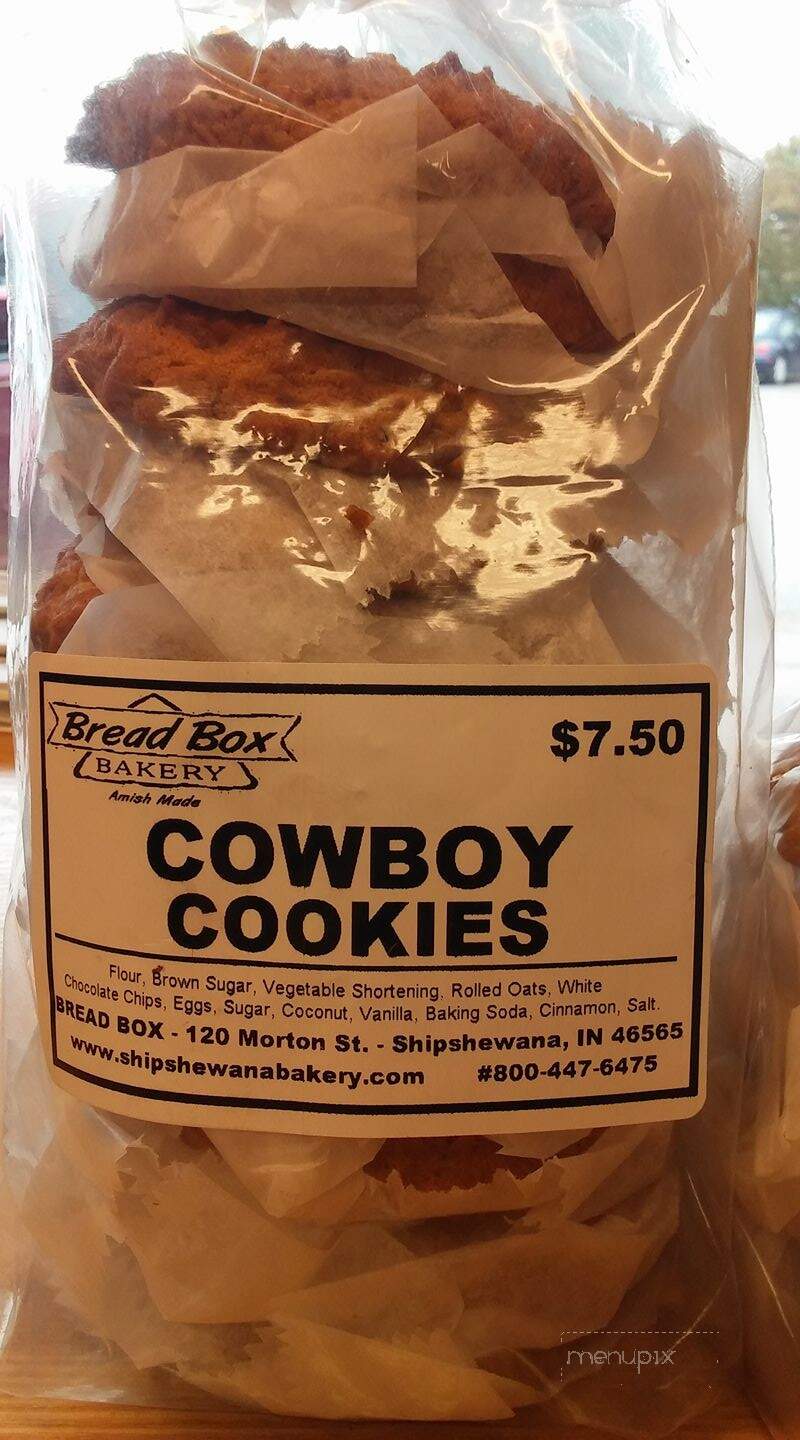 Bread Box
BAKERY
Amish Made
$7.50
COWBOY
COOKIES
Flour, Brown Sugar, Vegetable Shortening, Rolled Oats, White
Chocolate Chips, Eggs, Sugar, Coconut, Vanilla, Baking Soda, Cinnamon, Salt.
BREAD BOX - 120 Morton St. - Shipshewana, IN 46565
www.shipshewanabakery.com #800-447-6475
menupix